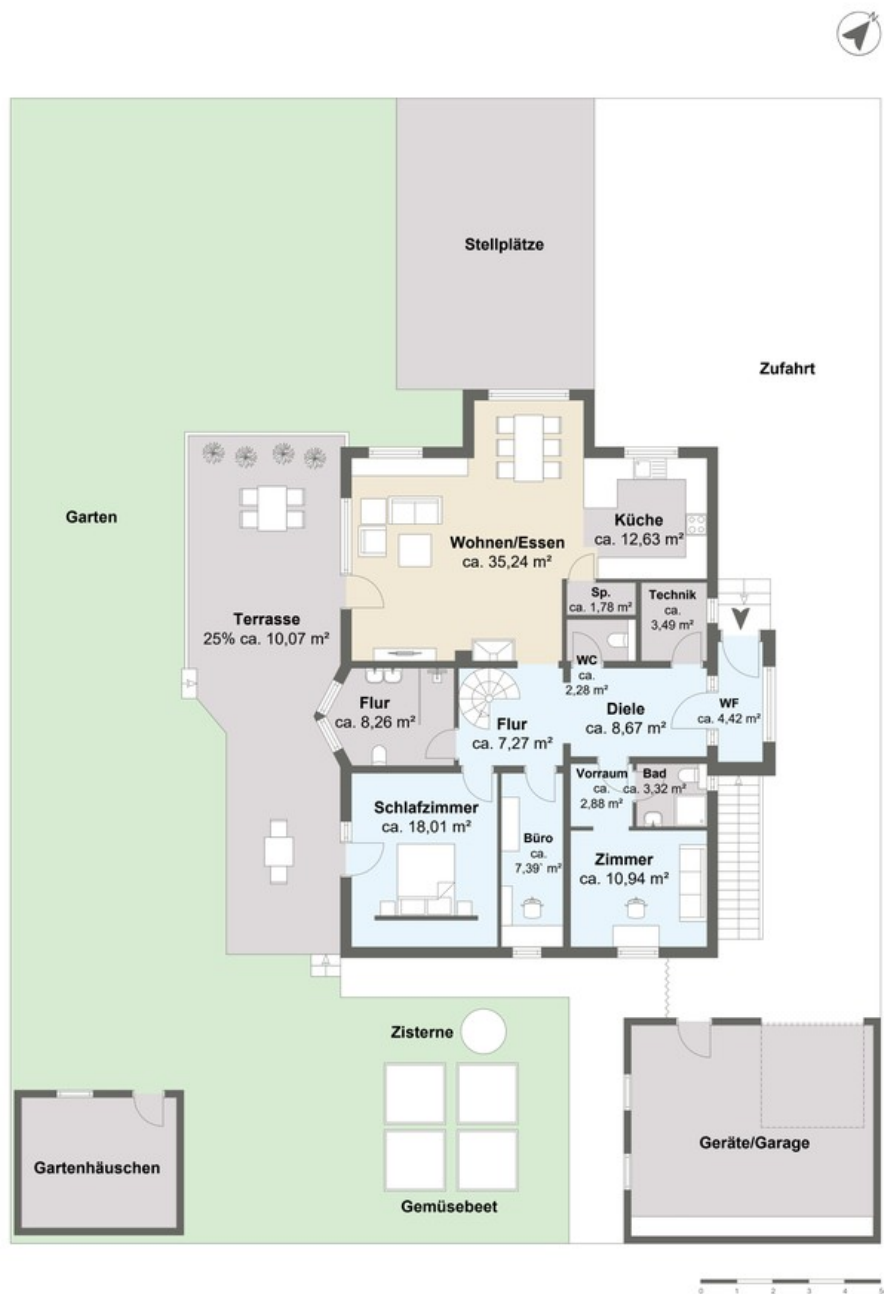 N
Stellplätze
Zufahrt
Garten
Küche
ca. 12,63 m²
Wohnen/Essen
ca. 35,24 m²
Sp.
ca. 1,78 m²
Technik
ca.
3,49 m²
Terrasse
25% ca. 10,07 m²
WC
ca.
2,28 m²
Flur
ca. 8,26 m²
Flur
ca. 7,27 m²
Diele
ca. 8,67 m²
WF
ca. 4,42 m²
Vorraum
ca.
2,88 m²
Bad
ca. 3,32 m²
Schlafzimmer
ca. 18,01 m²
Büro
ca.
7,39²
Zimmer
ca. 10,94 m²
Zisterne
Gartenhäuschen
Geräte/Garage
Gemüsebeet
0 1 2 3 4 5